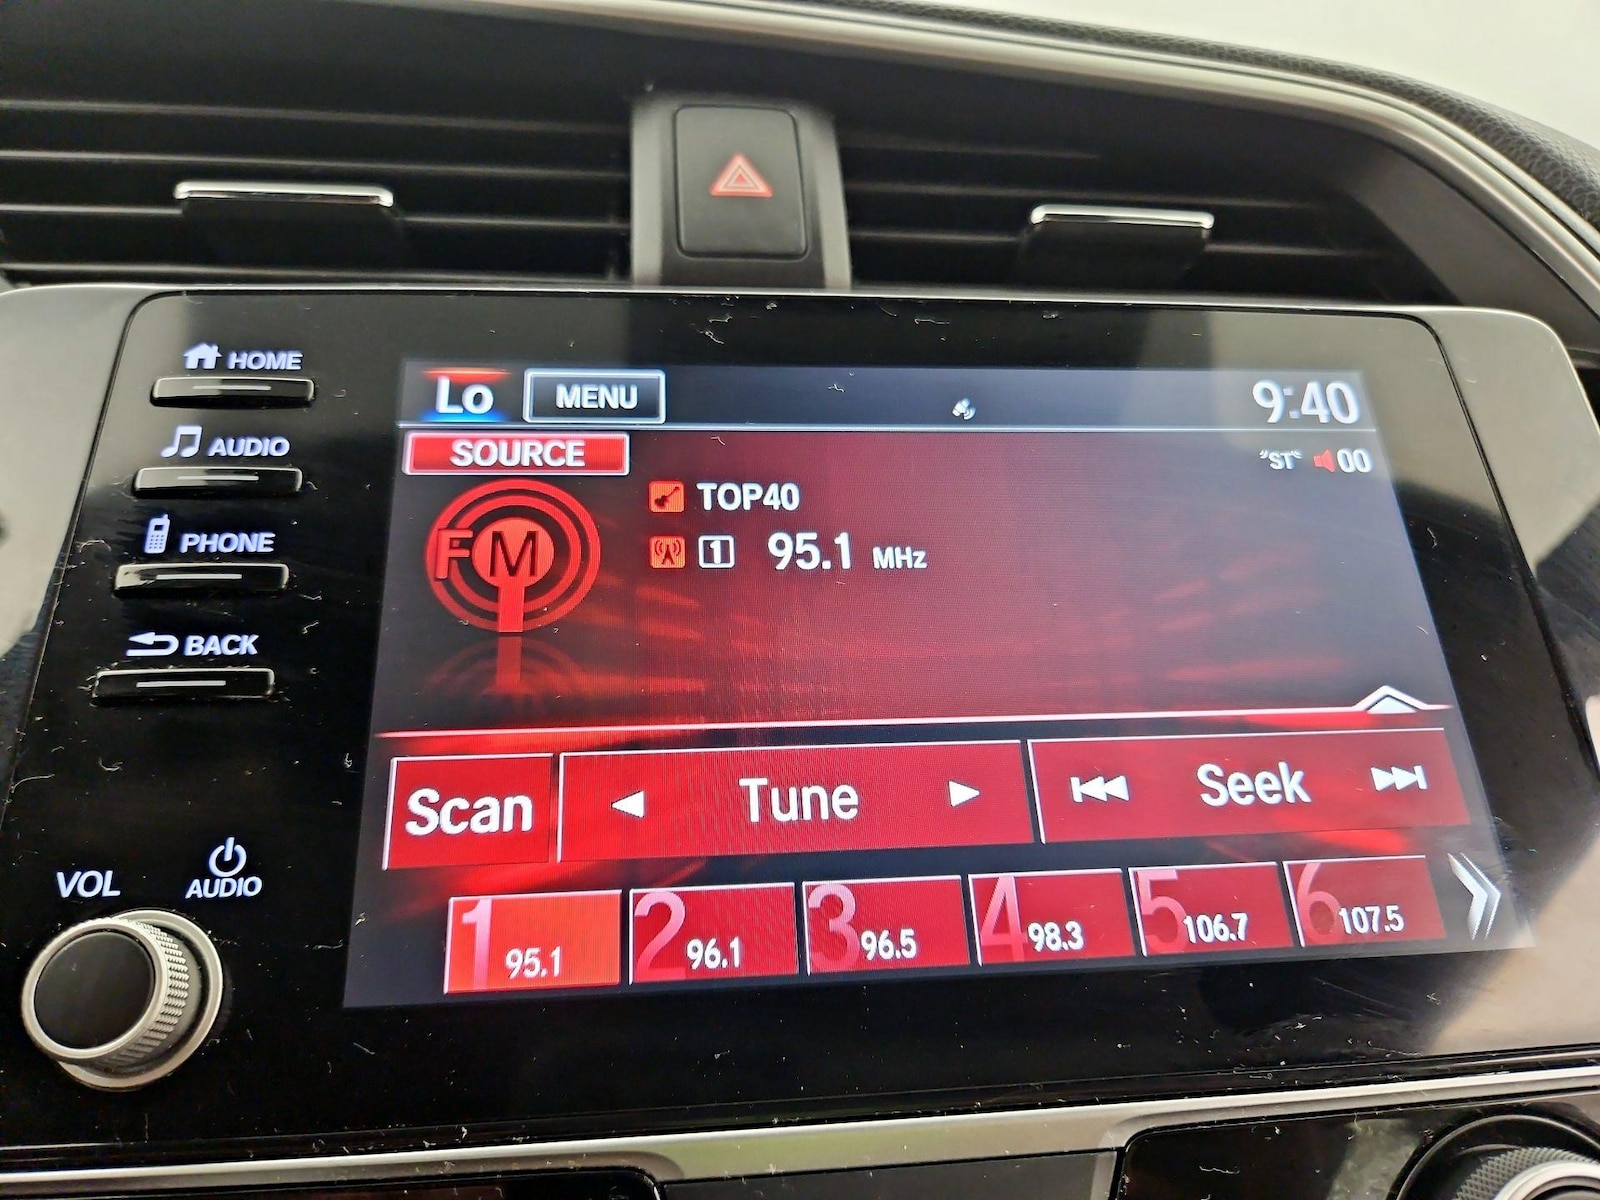 HOME
AUDIO
PHONE
BACK
VOL
AUDIO
Lo MENU 9:40
SOURCE
"ST" 00
FM
TOP40
1 95.1 MHz
Scan Tune Seek
1 95.1 2 96.1 3 96.5 4 98.3 5 106.7 6 107.5